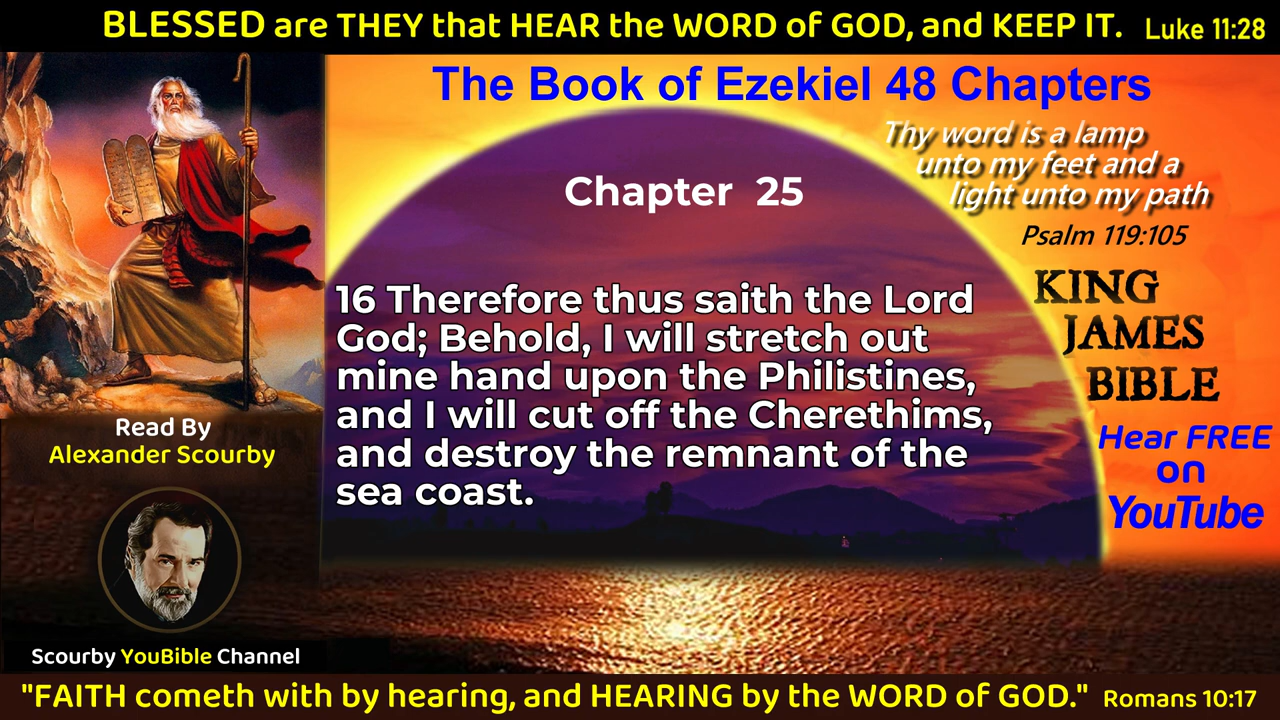 BLESSED are THEY that HEAR the WORD of GOD, and KEEP IT. Luke 11:28
The Book of Ezekiel 48 Chapters
Thy word is a lamp
unto my feet and a
light unto my path
Psalm 119:105
Chapter 25
16 Therefore thus saith the Lord
God; Behold, I will stretch out
mine hand upon the Philistines,
and I will cut off the Cherethims,
and destroy the remnant of the
sea coast.
KING
JAMES
BIBLE
Hear FREE
on
YouTube
Read By
Alexander Scourby
Scourby YouBible Channel
"FAITH cometh with by hearing, and HEARING by the WORD of GOD." Romans 10:17